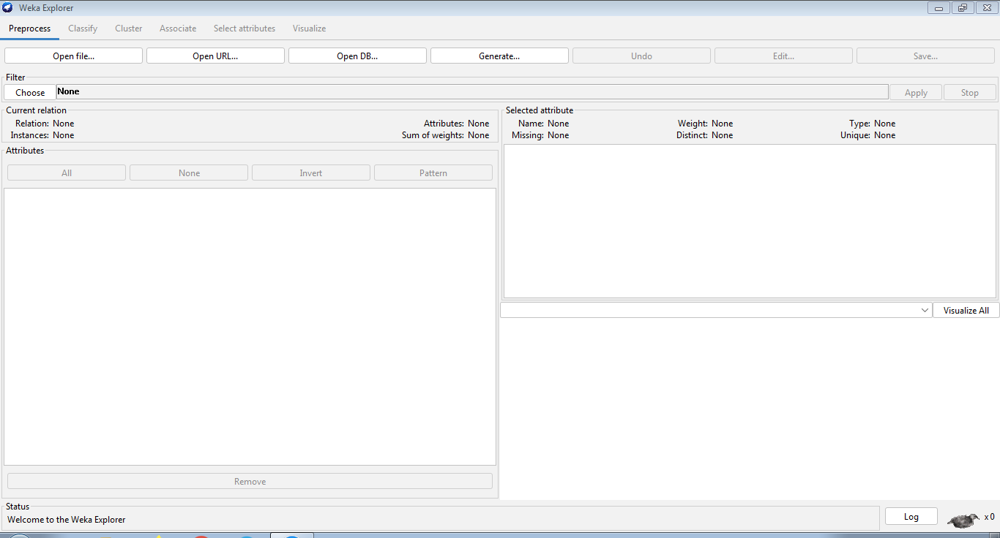 Weka Explorer
Preprocess Classify Cluster Associate Select attributes Visualize
Open file... Open URL... Open DB... Generate... Undo Edit... Save...
Filter
Choose None Apply Stop
Current relation
Relation: None Attributes: None
Instances: None Sum of weights: None
Selected attribute
Name: None Weight: None Type: None
Missing: None Distinct: None Unique: None
Attributes
All None Invert Pattern
Visualize All
Remove
Status
Welcome to the Weka Explorer
Log x 0